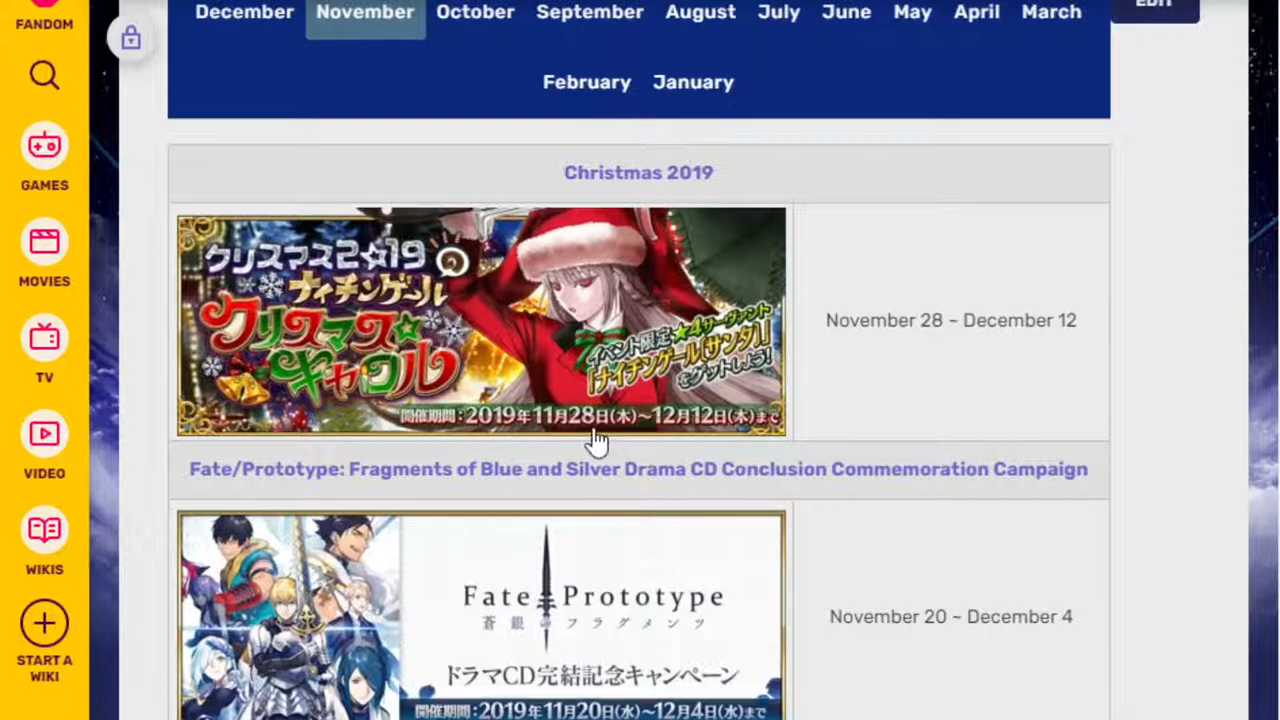 FANDOM
GAMES
MOVIES
TV
VIDEO
WIKIS
START A
WIKI
December November October September August July June May April March
EDIT
February January
Christmas 2019
クリスマス2☆19
ナイチンゲール
クリスマス☆
キャロル
イベント限定★4サーヴァント
「ナイチンゲール〔サンタ〕」
をゲットしよう!
開催期間:2019年11月28日(木)~12月12日(木)まで
November 28 ~ December 12
Fate/Prototype: Fragments of Blue and Silver Drama CD Conclusion Commemoration Campaign
Fate Prototype
蒼銀のフラグメンツ
ドラマCD完結記念キャンペーン
開催期間:2019年11月20日(水)~12月4日(水)まで
November 20 ~ December 4